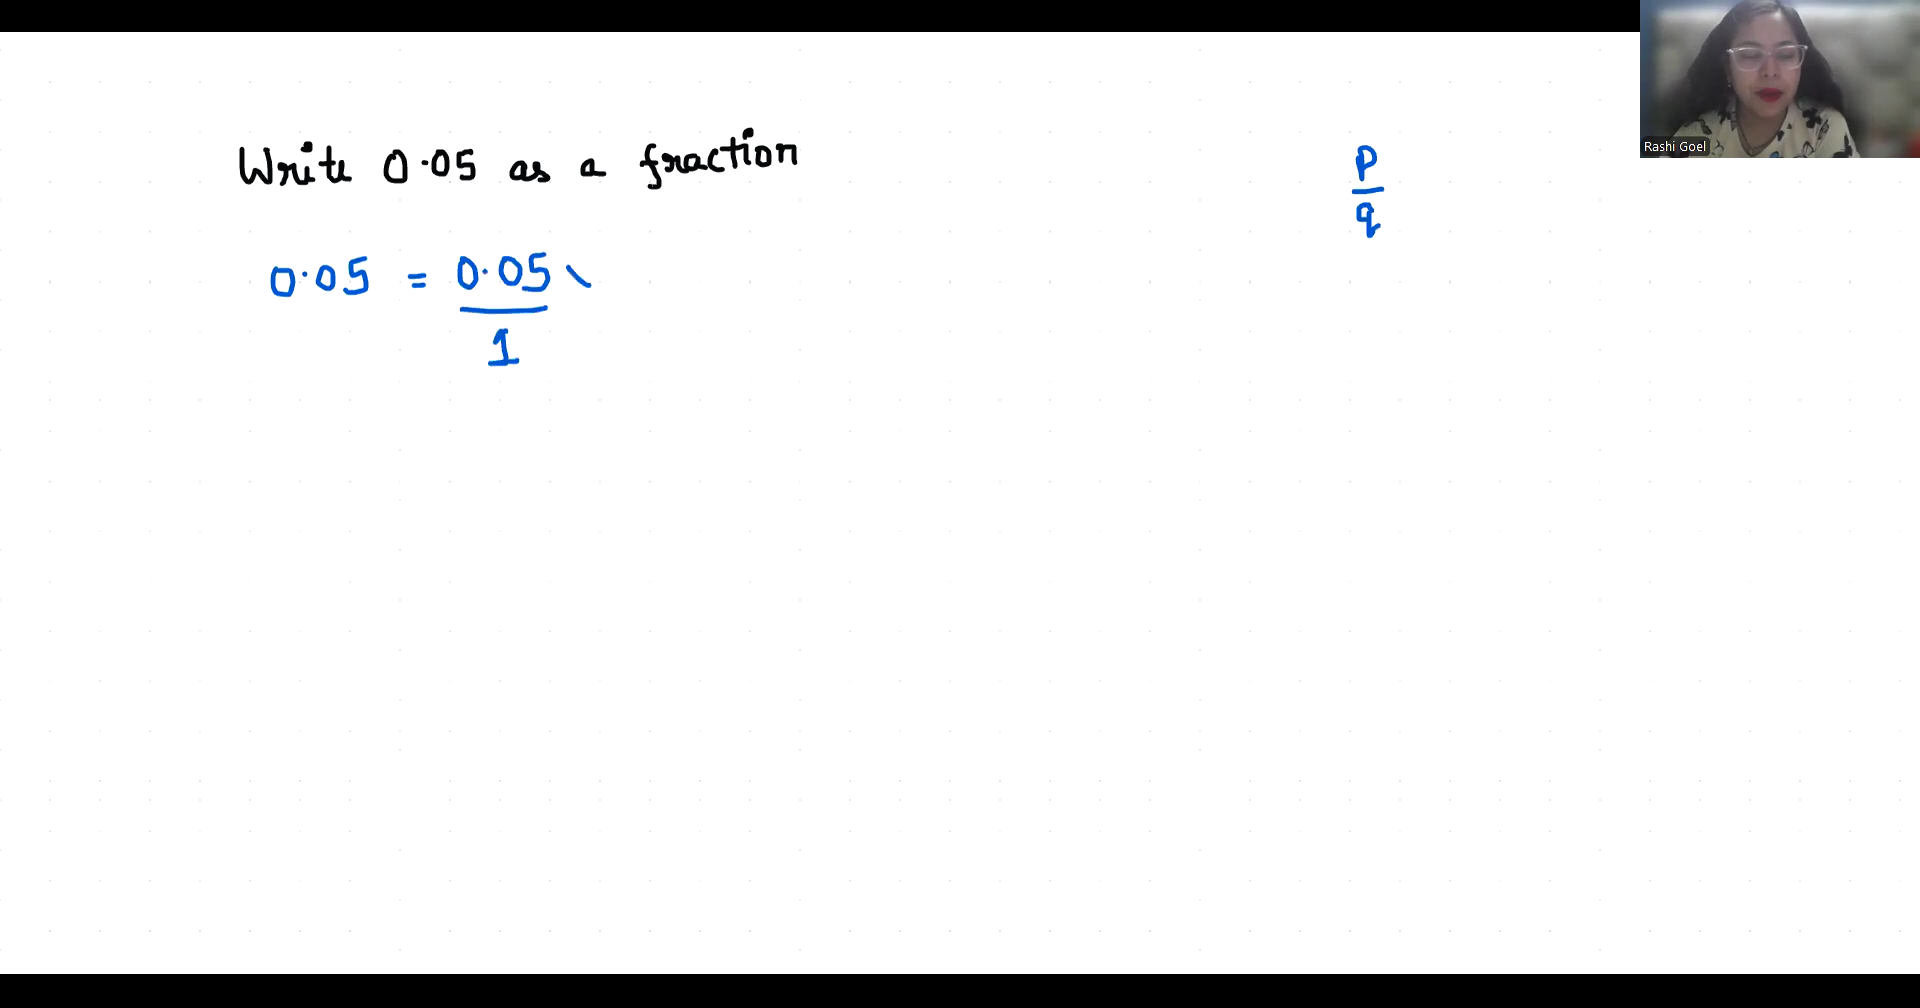 Write 0.05 as a fraction
P
q
0.05 = 0.05 \
1
Rashi Goel